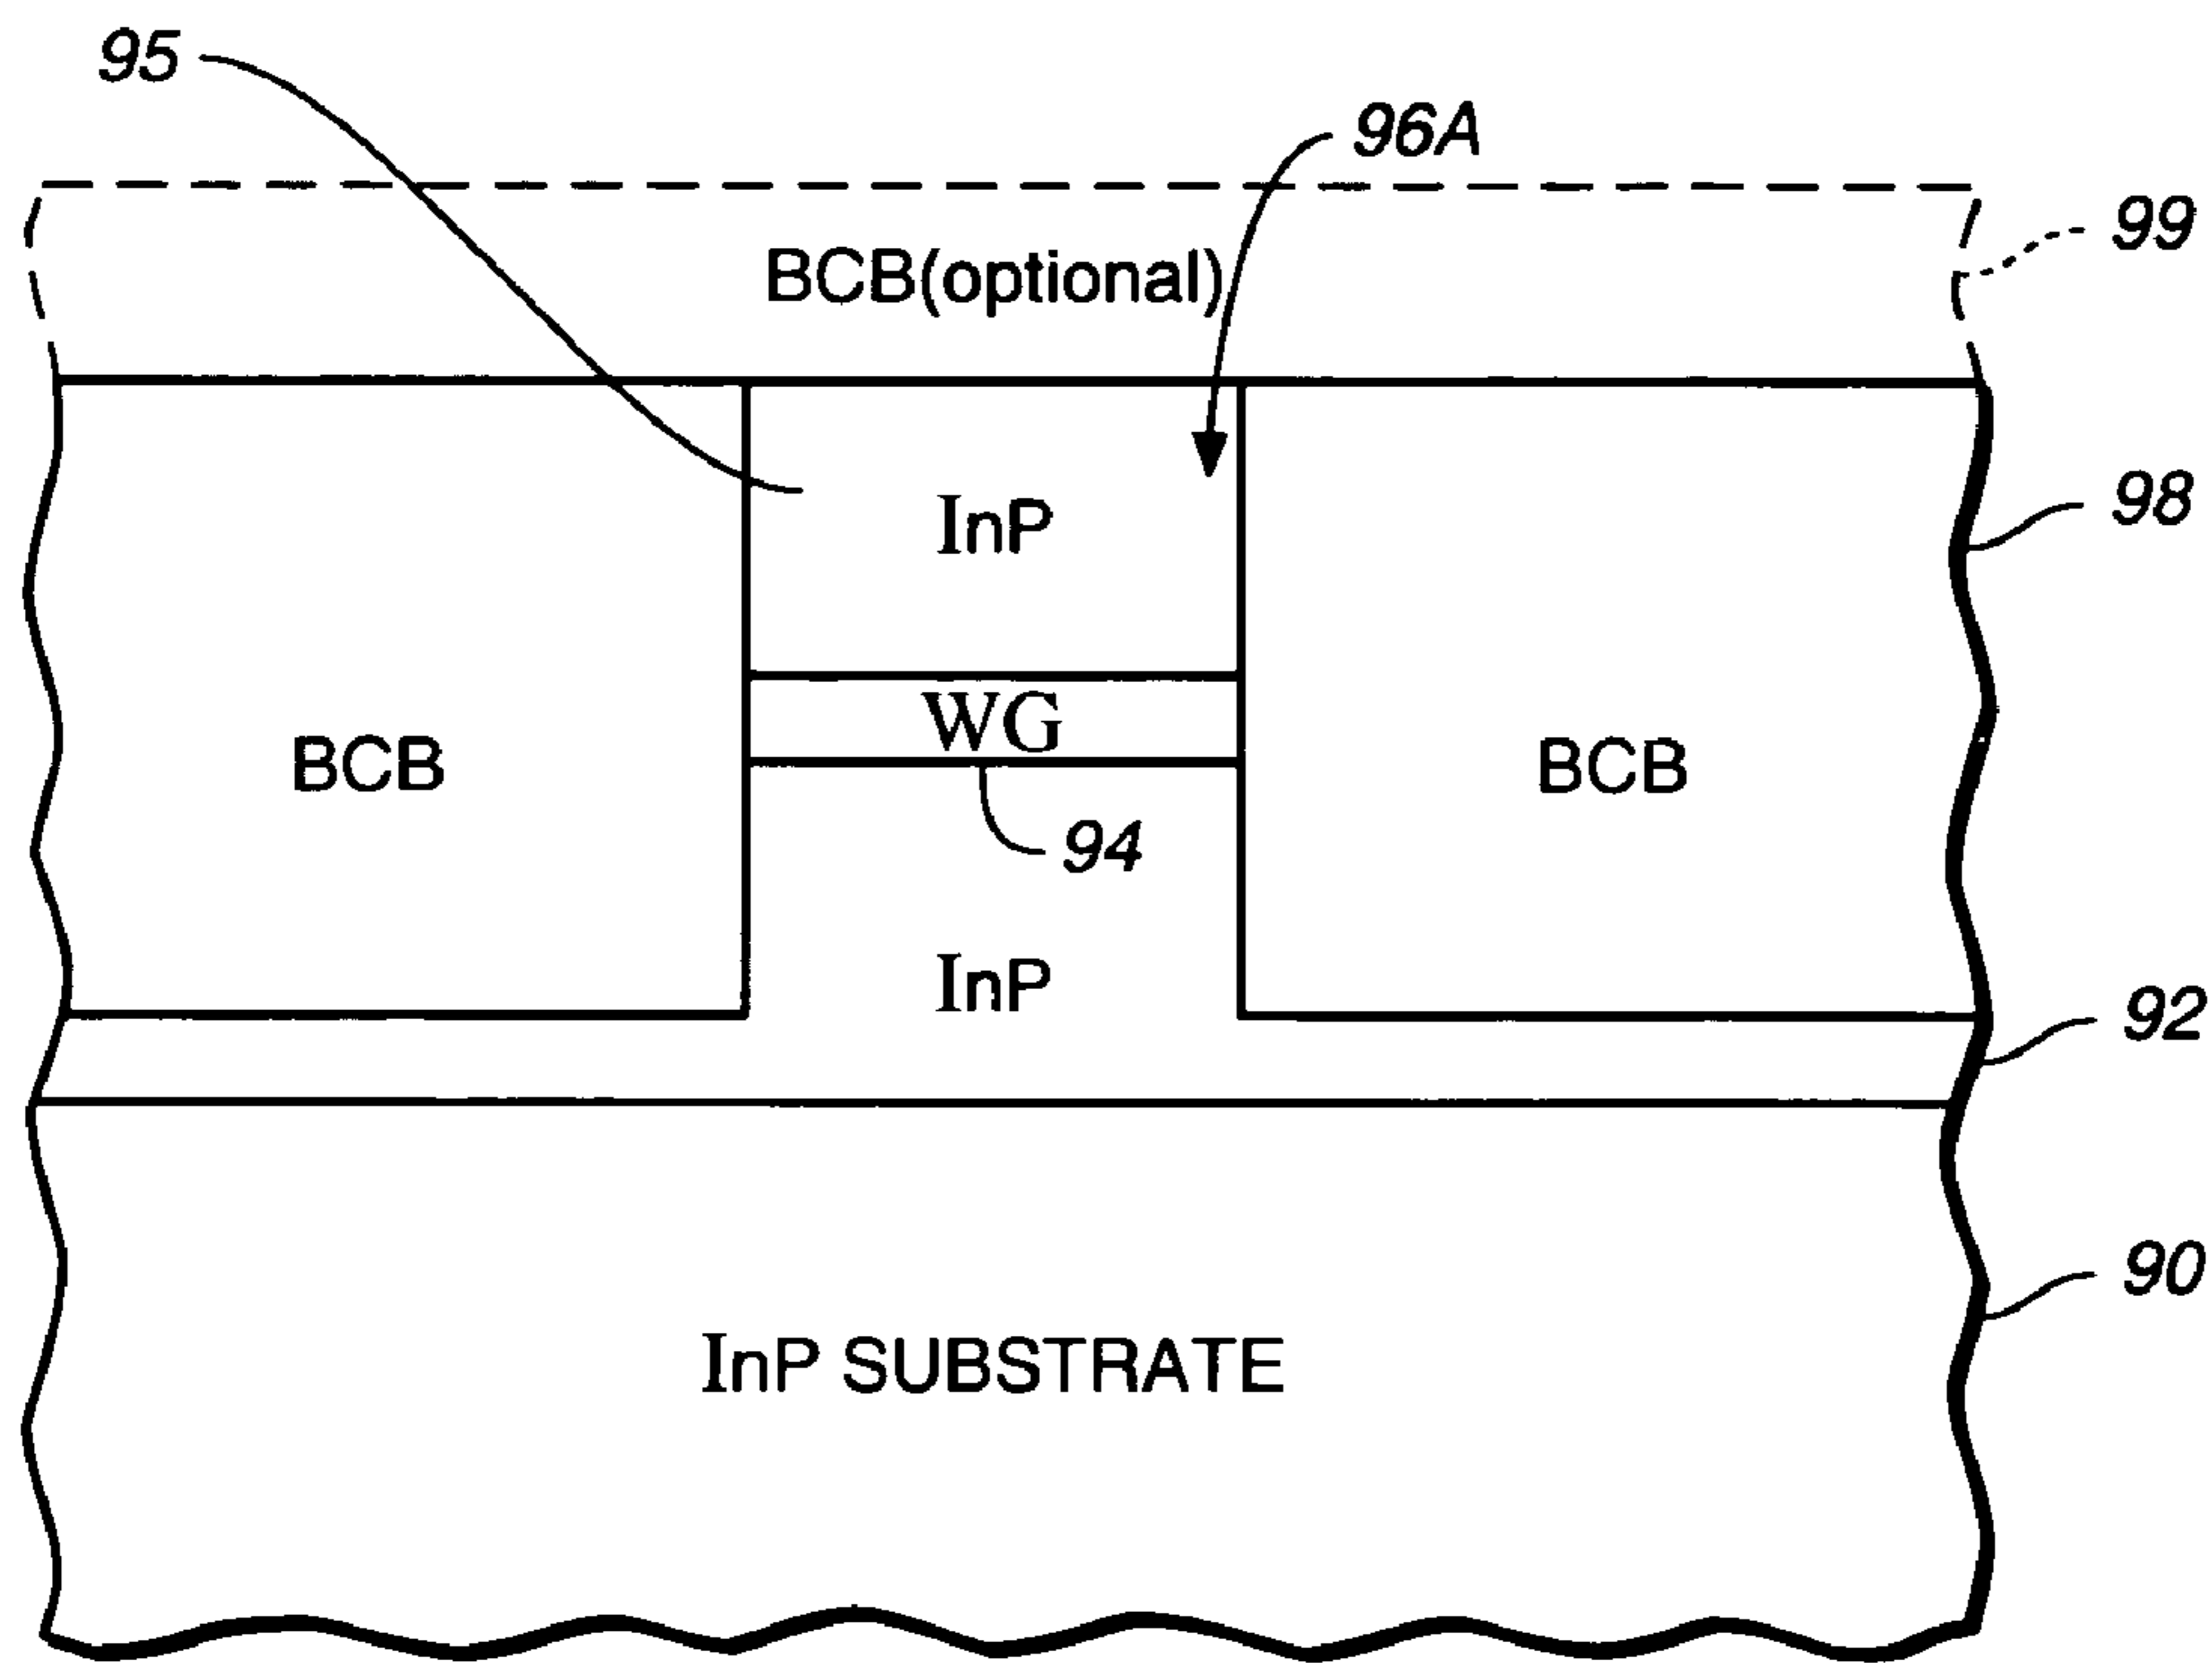 95
96A
99
BCB(optional)
98
InP
WG
BCB
BCB
94
InP
92
90
InP SUBSTRATE